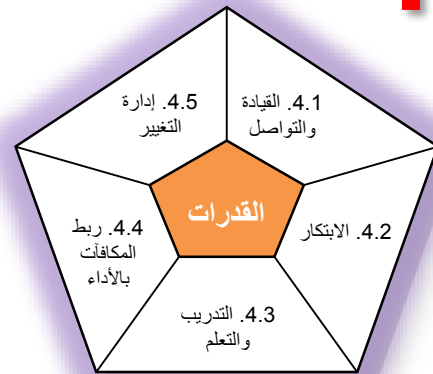 4.1. القيادة
والتواصل
4.2. الابتكار
4.3. التدريب
والتعلم
4.4. ربط
المكافآت
بالأداء
4.5. إدارة
التغيير
القدرات